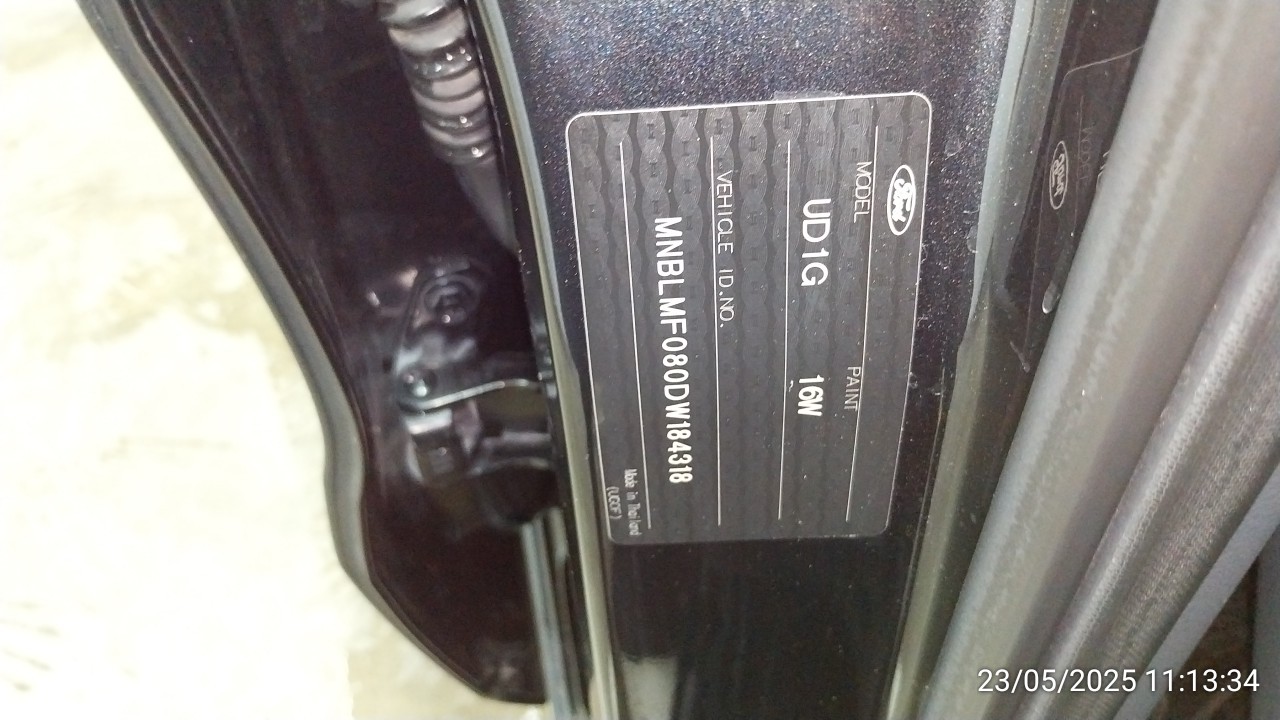 Ford
MODEL PAINT
UD1G 16W
VEHICLE ID.NO.
MNBLMF080DW184318
Made in Thailand
23/05/2025 11:13:34